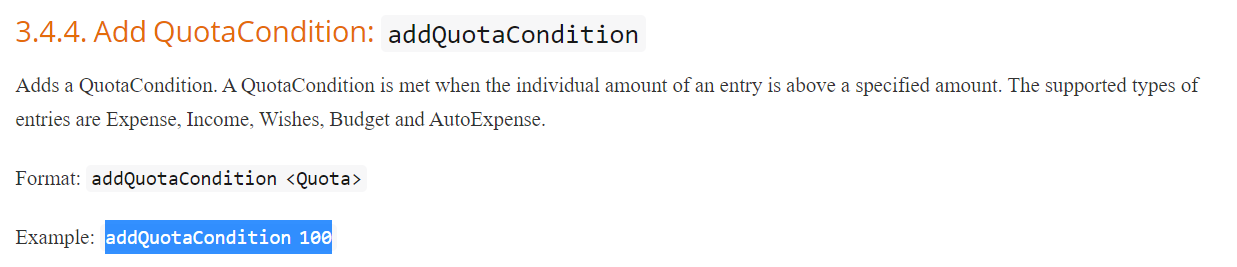 3.4.4. Add QuotaCondition: addQuotaCondition
Adds a QuotaCondition. A QuotaCondition is met when the individual amount of an entry is above a specified amount. The supported types of
entries are Expense, Income, Wishes, Budget and AutoExpense.
Format: addQuotaCondition <Quota>
Example: addQuotaCondition 100